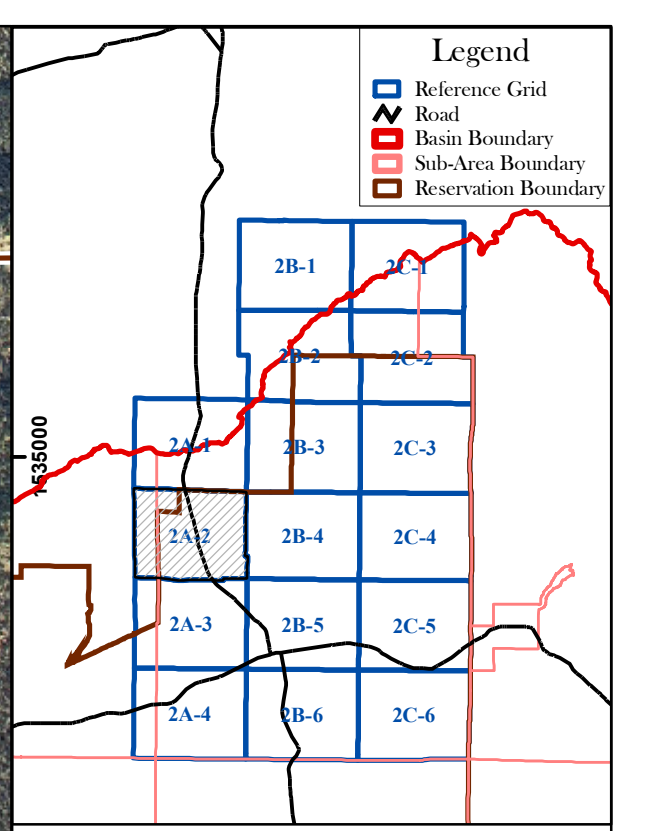 Legend
Reference Grid
Road
Basin Boundary
Sub-Area Boundary
Reservation Boundary
2B-1
2C-1
2B-2
2C-2
2A-1
2B-3
2C-3
1535000
2A-2
2B-4
2C-4
2A-3
2B-5
2C-5
2A-4
2B-6
2C-6